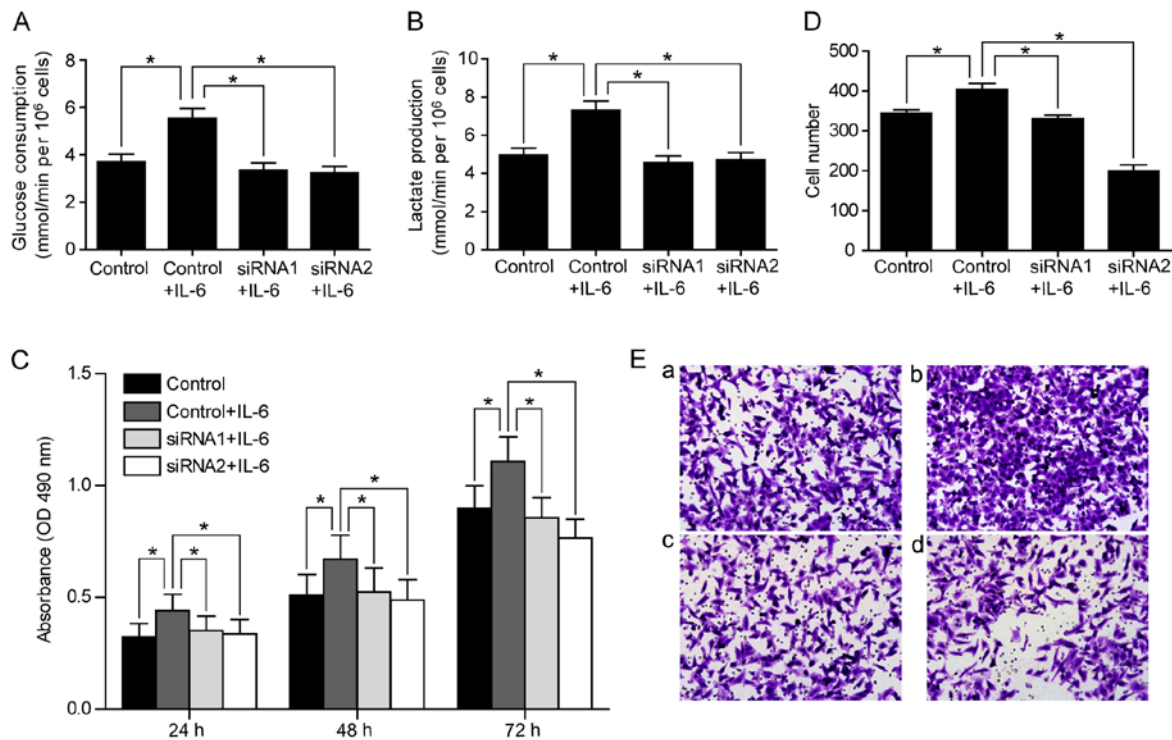 A
Glucose consumption
(mmol/min per 10⁶ cells)
8
6
4
2
0
*
*
*
Control
Control
+IL-6
siRNA1
+IL-6
siRNA2
+IL-6
B
Lactate production
(mmol/min per 10⁶ cells)
10
8
6
4
2
0
*
*
*
Control
Control
+IL-6
siRNA1
+IL-6
siRNA2
+IL-6
D
Cell number
500
400
300
200
100
0
*
*
*
Control
Control
+IL-6
siRNA1
+IL-6
siRNA2
+IL-6
C
Absorbance (OD 490 nm)
1.5
1.0
0.5
0.0
Control
Control+IL-6
siRNA1+IL-6
siRNA2+IL-6
*
*
*
*
*
*
*
*
*
24 h
48 h
72 h
E
a
b
c
d